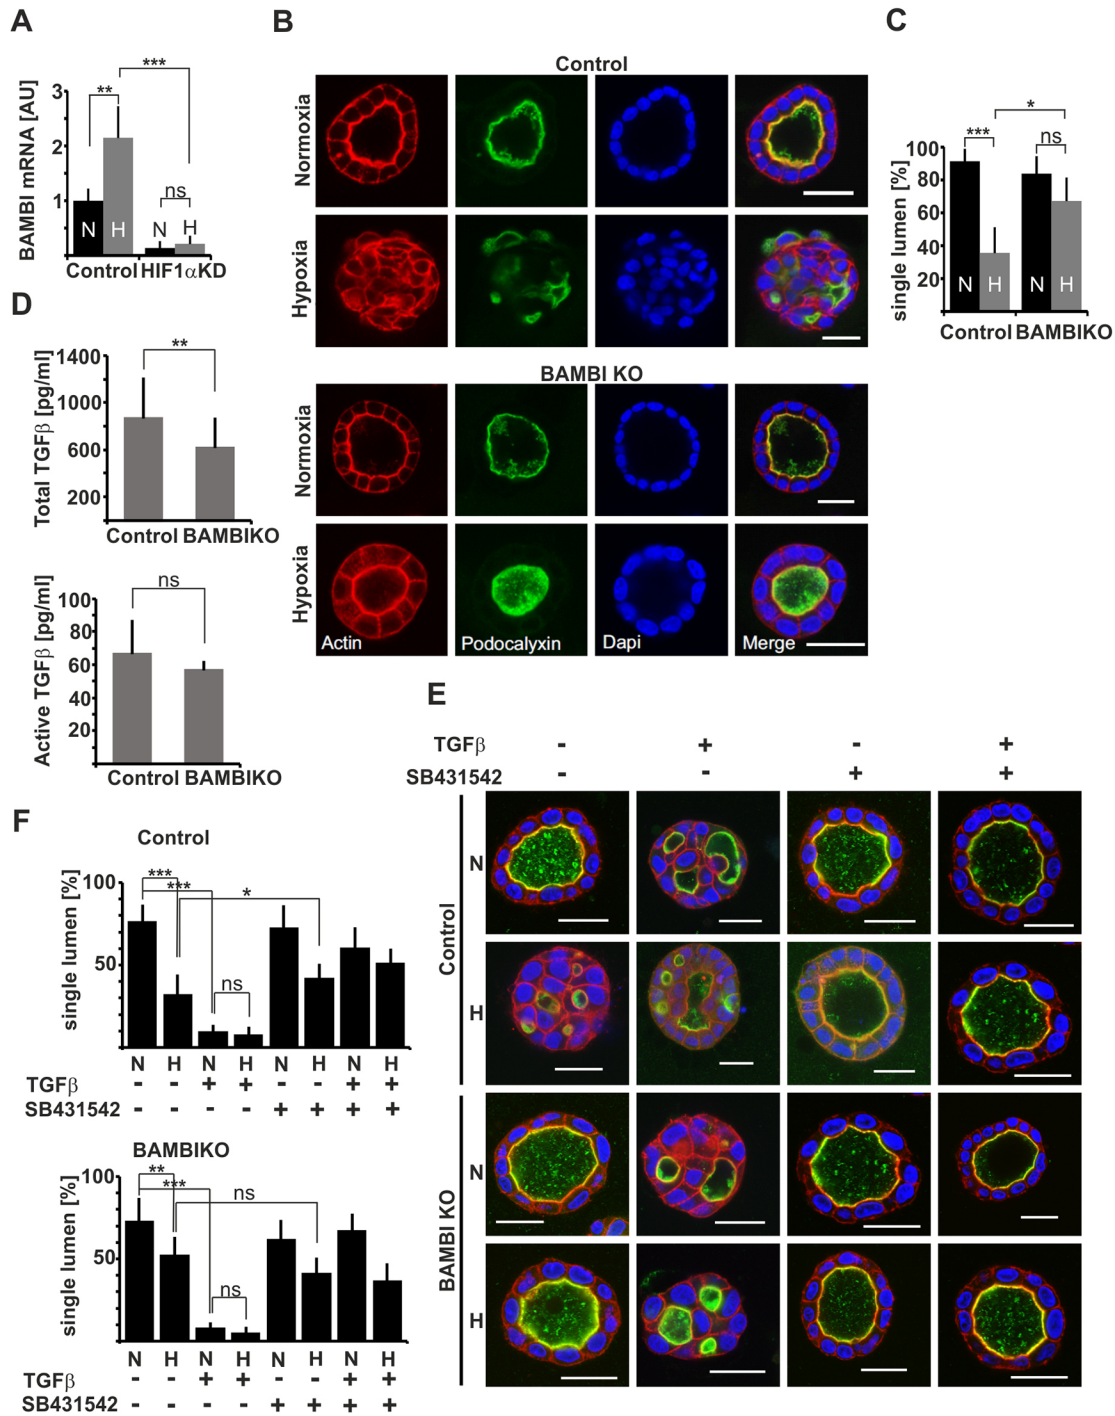 A
BAMBI mRNA [AU]
3
2
1
0
**
***
ns
N
H
N
H
Control
HIF1αKD
B
Control
Normoxia
Hypoxia
BAMBI KO
Normoxia
Hypoxia
Actin
Podocalyxin
Dapi
Merge
C
single lumen [%]
100
80
60
40
20
***
*
ns
N
H
N
H
Control
BAMBIKO
D
Total TGFβ [pg/ml]
1400
1000
600
200
**
Control
BAMBIKO
Active TGFβ [pg/ml]
100
80
60
40
20
ns
Control
BAMBIKO
E
TGFβ - + - +
SB431542 - - + +
Control
N
H
BAMBI KO
N
H
F
Control
single lumen [%]
100
50
***
***
*
ns
N H N H N H N H
TGFβ - - + + - - + +
SB431542 - - - - + + + +
BAMBIKO
single lumen [%]
100
50
**
***
ns
ns
N H N H N H N H
TGFβ - - + + - - + +
SB431542 - - - - + + + +